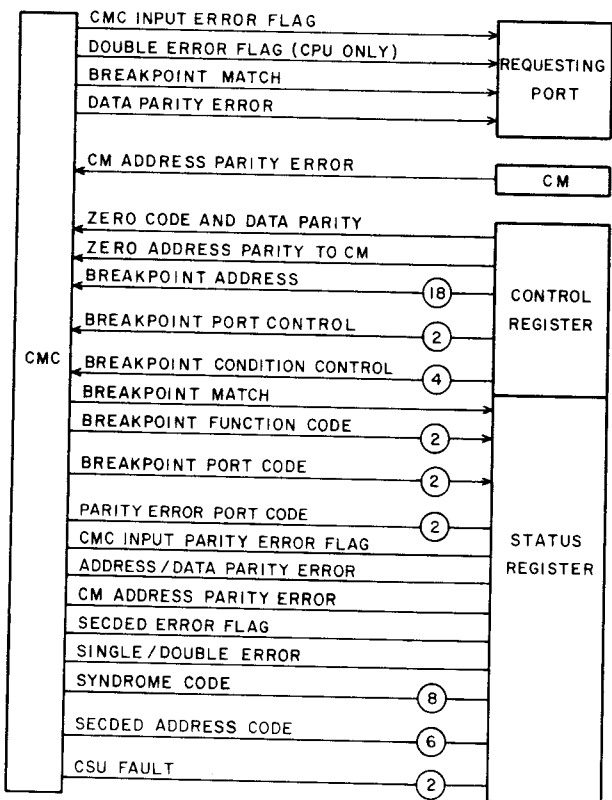 CMC INPUT ERROR FLAG
DOUBLE ERROR FLAG (CPU ONLY)
BREAKPOINT MATCH
DATA PARITY ERROR
REQUESTING
PORT
CM ADDRESS PARITY ERROR
CM
ZERO CODE AND DATA PARITY
ZERO ADDRESS PARITY TO CM
BREAKPOINT ADDRESS
18
BREAKPOINT PORT CONTROL
2
CONTROL
REGISTER
CMC
BREAKPOINT CONDITION CONTROL
4
BREAKPOINT MATCH
BREAKPOINT FUNCTION CODE
2
BREAKPOINT PORT CODE
2
PARITY ERROR PORT CODE
2
CMC INPUT PARITY ERROR FLAG
ADDRESS/DATA PARITY ERROR
STATUS
REGISTER
CM ADDRESS PARITY ERROR
SECDED ERROR FLAG
SINGLE/DOUBLE ERROR
SYNDROME CODE
8
SECDED ADDRESS CODE
6
CSU FAULT
2